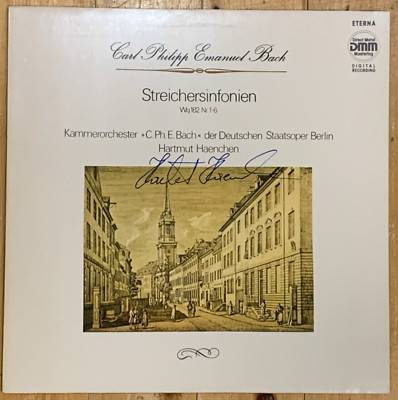 ETERNA
Carl Philipp Emanuel Bach
Direct Metal
DMM
Mastering
DIGITAL
RECORDING
Streichersinfonien
Wq 182 Nr. 1-6
Kammerorchester »C. Ph. E. Bach« der Deutschen Staatsoper Berlin
Hartmut Haenchen